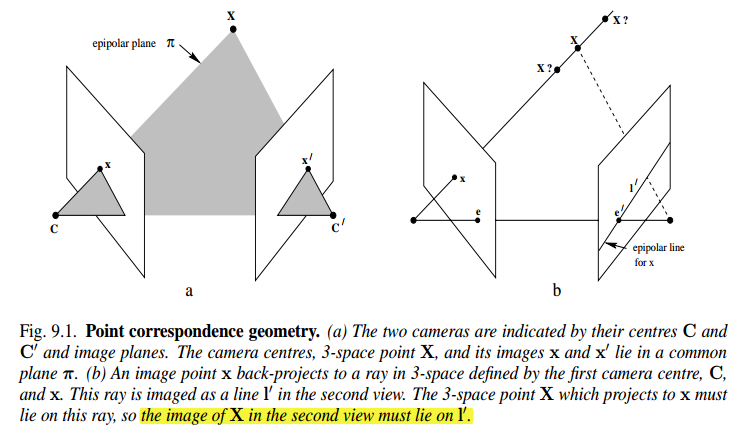 X
epipolar plane π
x
x′
C
C′
a
X ?
X
X ?
x
e
l′
e′
epipolar line
for x
b
Fig. 9.1. Point correspondence geometry. (a) The two cameras are indicated by their centres C and
C′ and image planes. The camera centres, 3-space point X, and its images x and x′ lie in a common
plane π. (b) An image point x back-projects to a ray in 3-space defined by the first camera centre, C,
and x. This ray is imaged as a line l′ in the second view. The 3-space point X which projects to x must
lie on this ray, so the image of X in the second view must lie on l′.